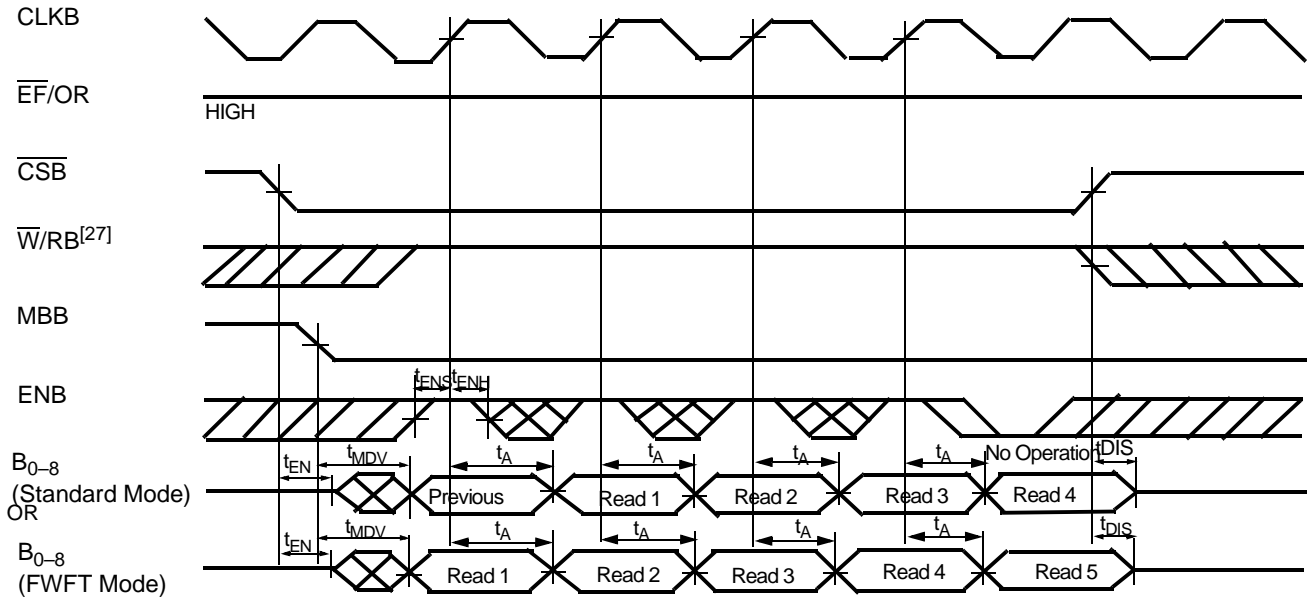 CLKB
EF/OR
HIGH
CSB
W/RB[27]
MBB
tENS tENH
ENB
No Operation tDIS
tEN tMDV tA tA tA tA
B0–8
(Standard Mode)
Previous Read 1 Read 2 Read 3 Read 4
OR
tEN tMDV tA tA tA tA tDIS
B0–8
(FWFT Mode)
Read 1 Read 2 Read 3 Read 4 Read 5